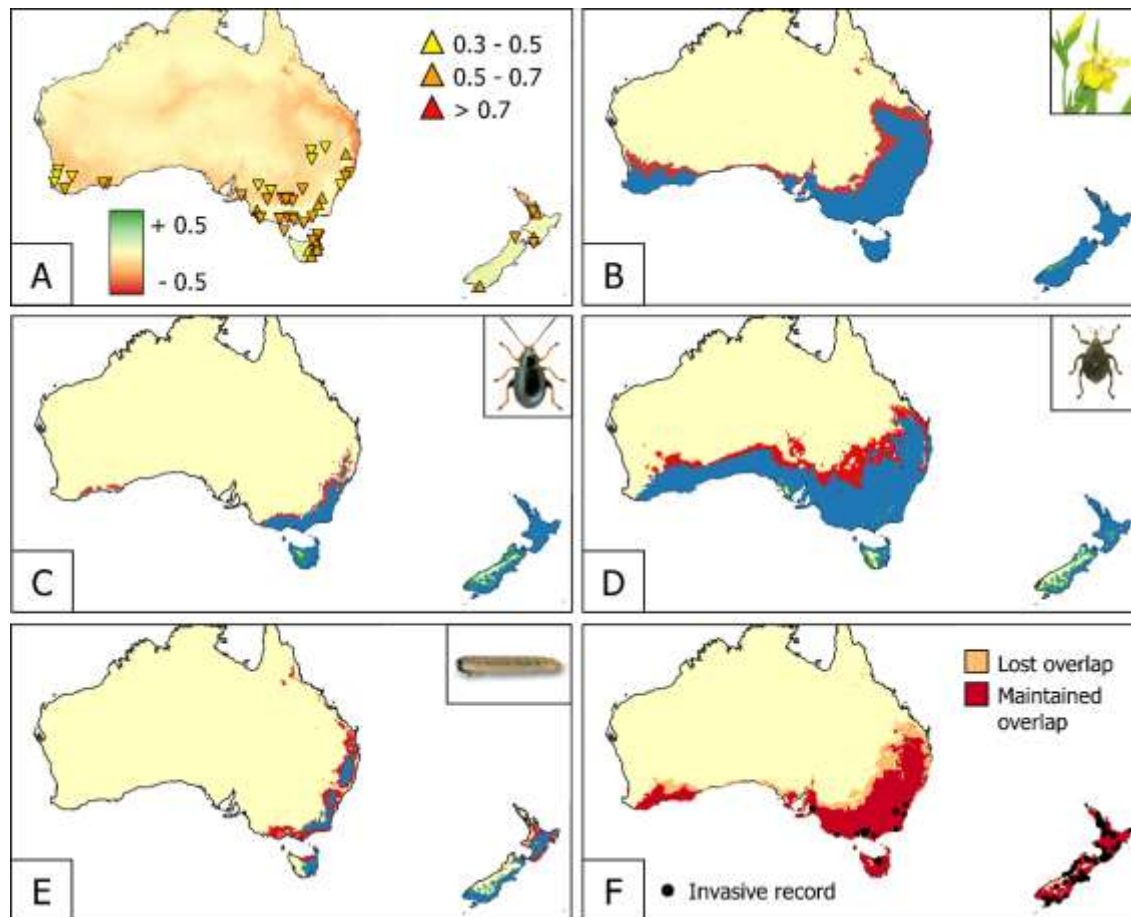 0.3 - 0.5
0.5 - 0.7
> 0.7
+ 0.5
- 0.5
A
B
C
D
E
Lost overlap
Maintained
overlap
F
Invasive record